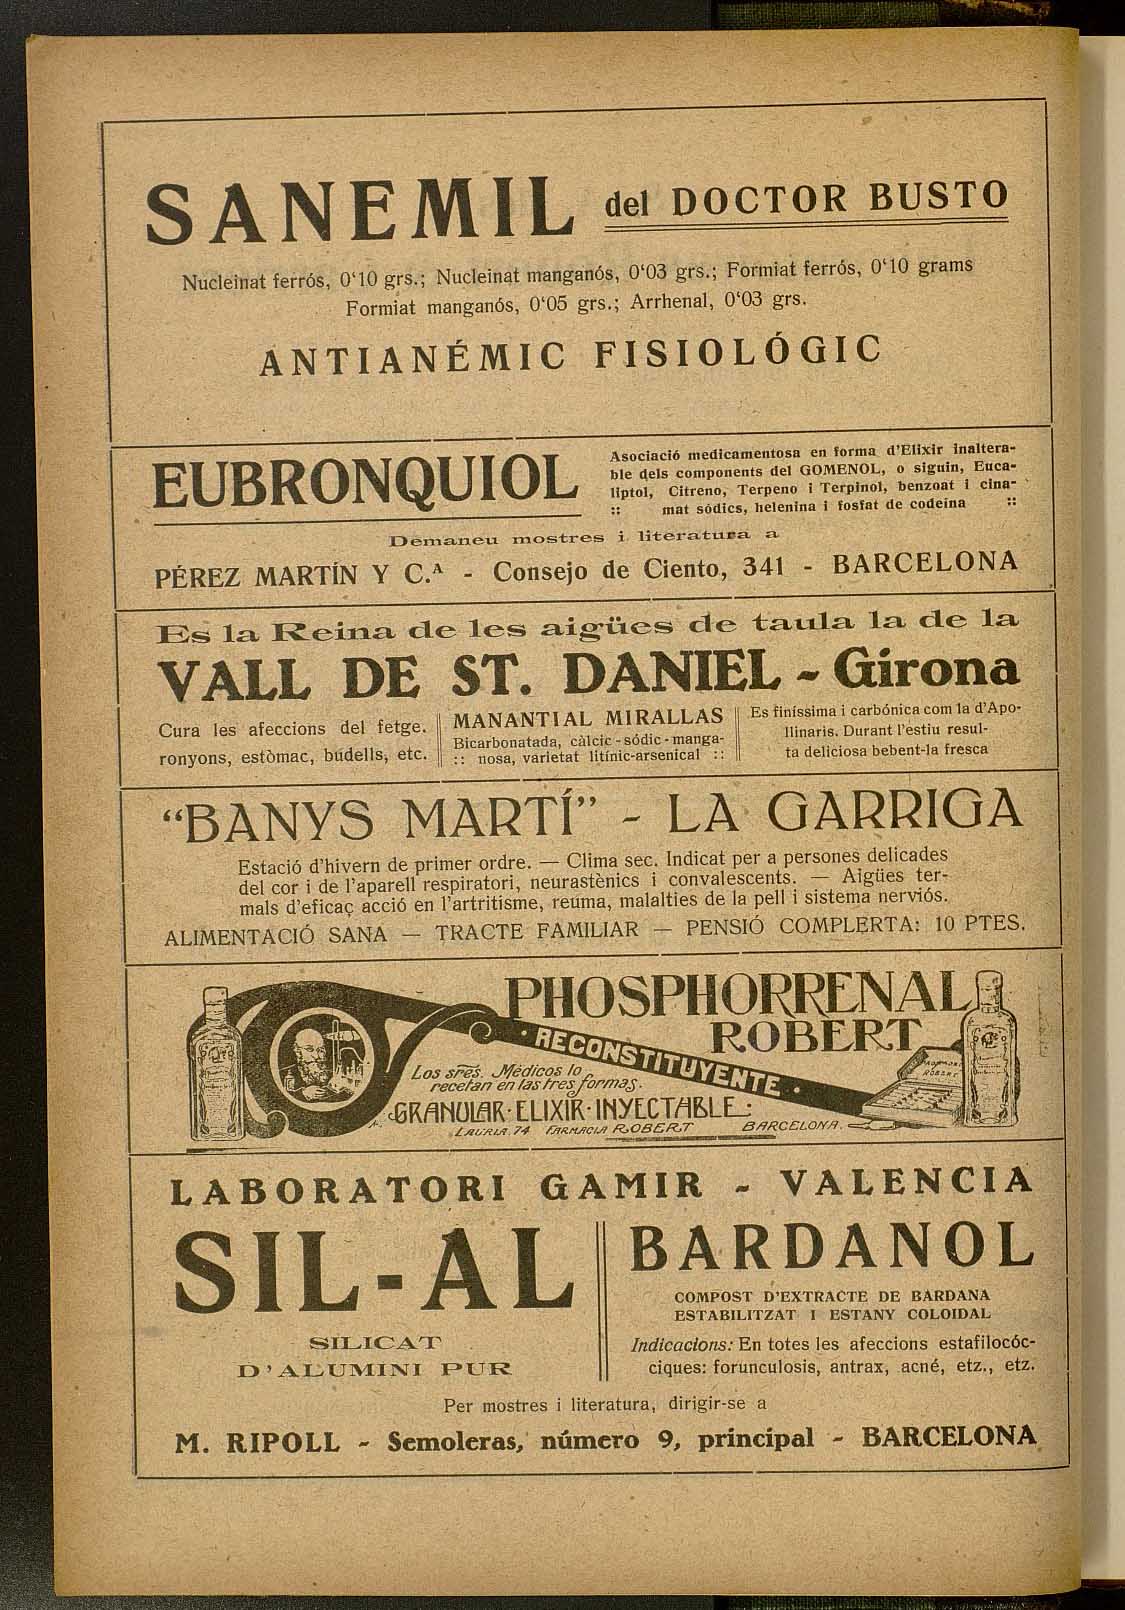 SANEMIL del DOCTOR BUSTO
Nucleinat ferrós, 0'10 grs.; Nucleinat manganós, 0'03 grs.; Formiat ferrós, 0'10 grams
Formiat manganós, 0'05 grs.; Arrhenal, 0'03 grs.
ANTIANÉMIC FISIOLÓGIC
EUBRONQUIOL
Asociació medicamentosa en forma d'Elixir inaltera-
ble dels components del GOMENOL, o siguin, Euca-
liptol, Citreno, Terpeno i Terpinol, benzoat i cina-
:: mat sódics, helenina i fosfat de codeina ::
Demaneu mostres i literatura a
PÉREZ MARTÍN Y C.ᴬ - Consejo de Ciento, 341 - BARCELONA
Es la Reina de les aigües de taula la de la
VALL DE ST. DANIEL - Girona
Cura les afeccions del fetge.
ronyons, estòmac, budells, etc.
MANANTIAL MIRALLAS
Bicarbonatada, càlcic-sódic-manga-
:: nosa, varietat litínic-arsenical ::
Es finíssima i carbónica com la d'Apo-
llinaris. Durant l'estiu resul-
ta deliciosa bebent-la fresca
"BANYS MARTÍ" - LA GARRIGA
Estació d'hivern de primer ordre. — Clima sec. Indicat per a persones delicades
del cor i de l'aparell respiratori, neurastènics i convalescents. — Aigües ter-
mals d'eficaç acció en l'artritisme, reuma, malalties de la pell i sistema nerviós.
ALIMENTACIÓ SANA — TRACTE FAMILIAR — PENSIÓ COMPLERTA: 10 PTES.
PHOSPHORRENAL
ROBERT
· RECONSTITUYENTE ·
Los sres. Médicos lo
recetan en las tres formas.
GRANULAR · ELIXIR · INYECTABLE:
LAURIA. 74 FARMACIA ROBERT BARCELONA.
LABORATORI GAMIR - VALENCIA
SIL-AL
SILICAT
D'ALUMINI PUR
BARDANOL
COMPOST D'EXTRACTE DE BARDANA
ESTABILITZAT I ESTANY COLOIDAL
Indicacions: En totes les afeccions estafilocóc-
ciques: forunculosis, antrax, acné, etz., etz.
Per mostres i literatura, dirigir-se a
M. RIPOLL - Semoleras, número 9, principal - BARCELONA